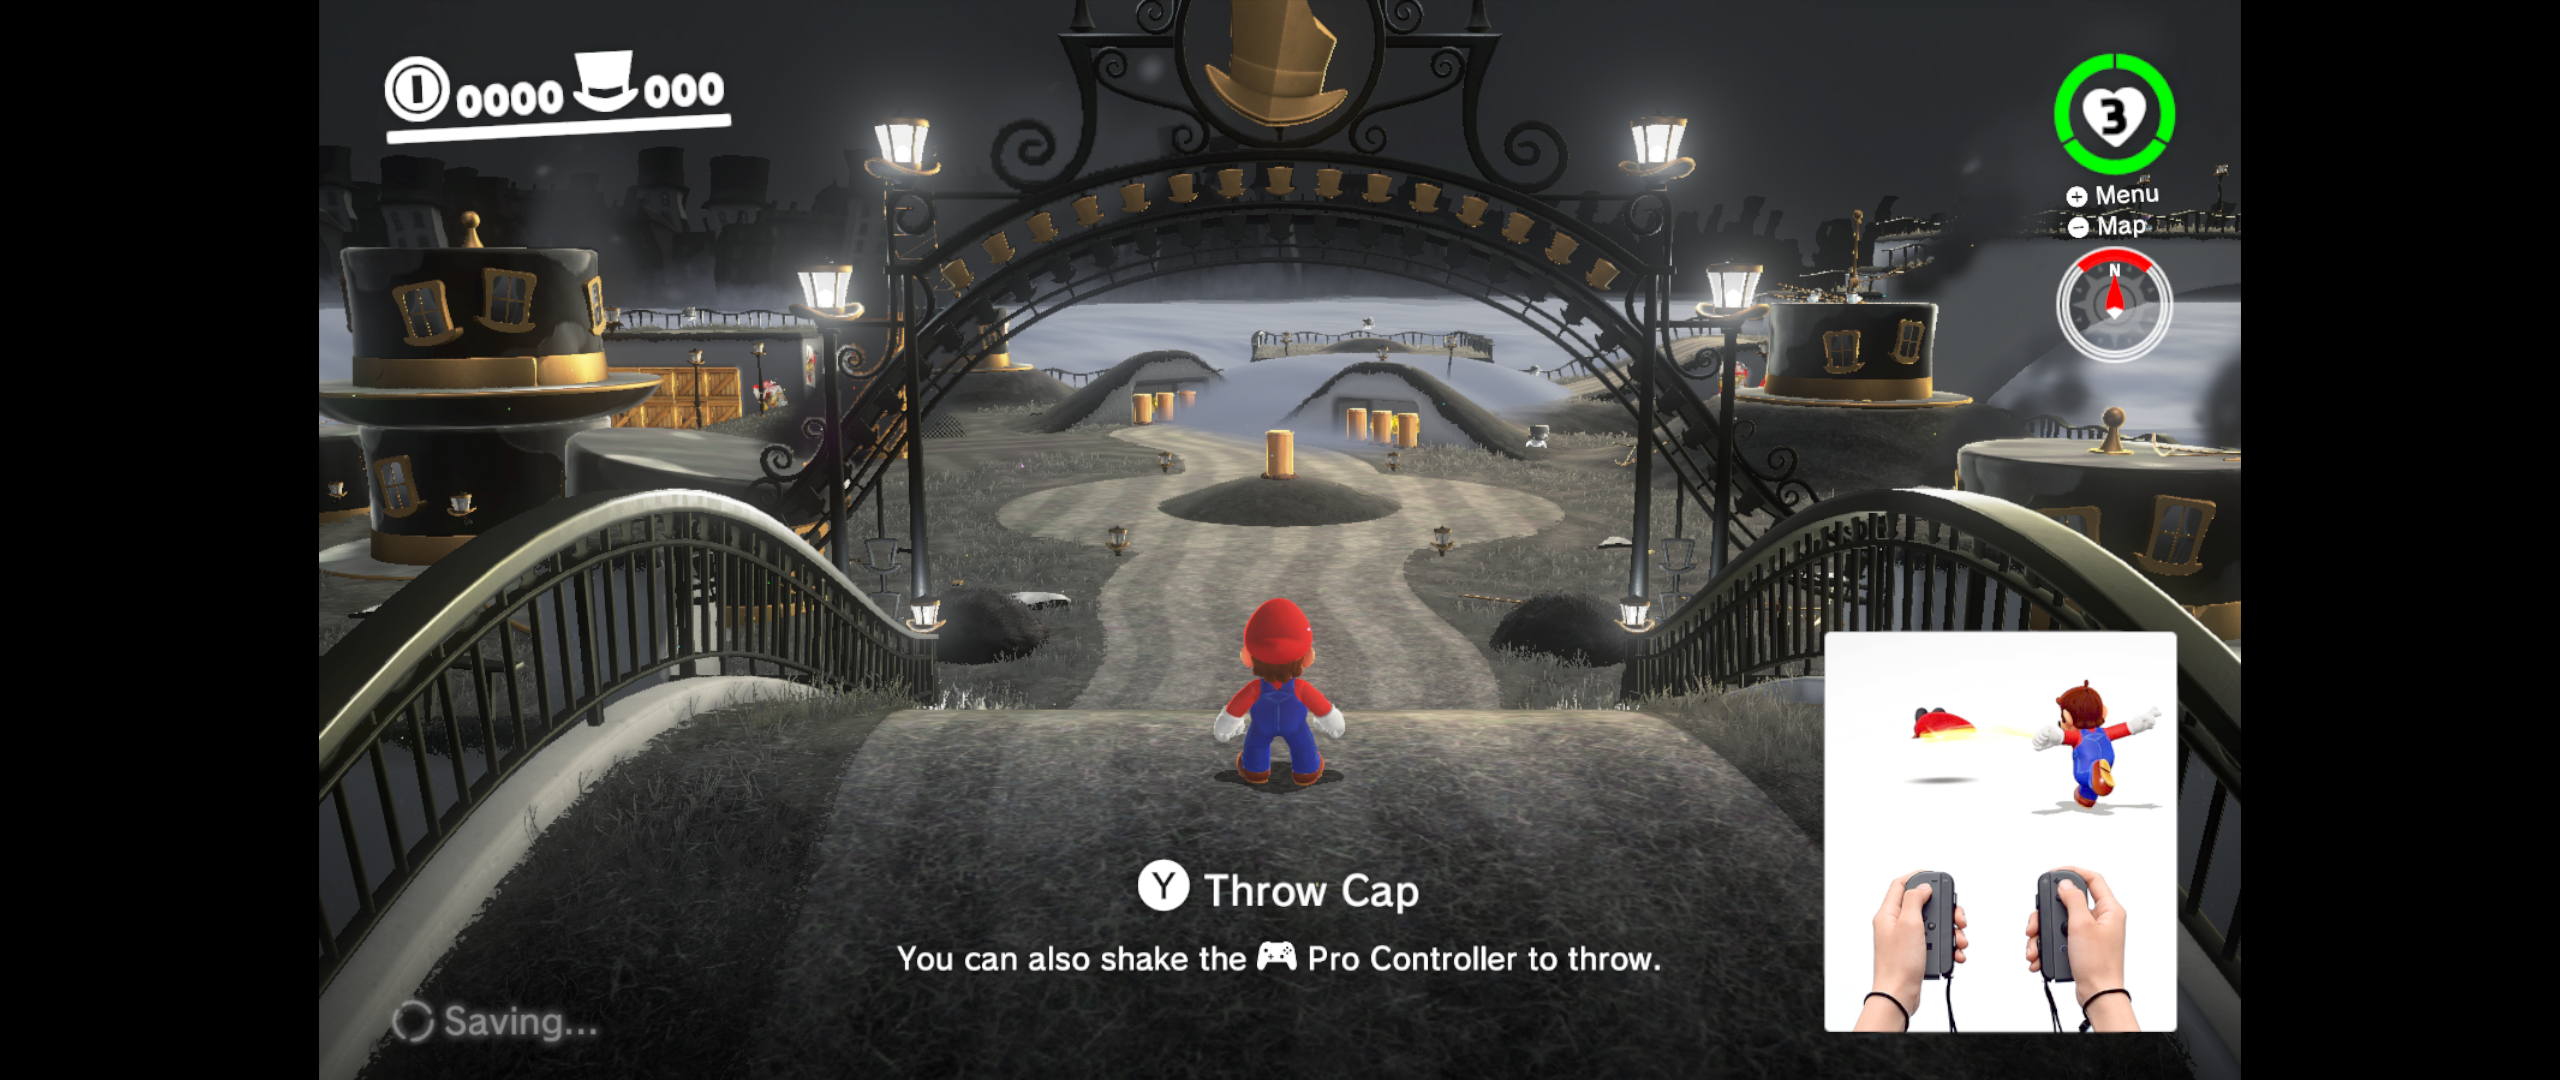 0000 000
3
+ Menu
- Map
N
Y Throw Cap
You can also shake the Pro Controller to throw.
Saving...